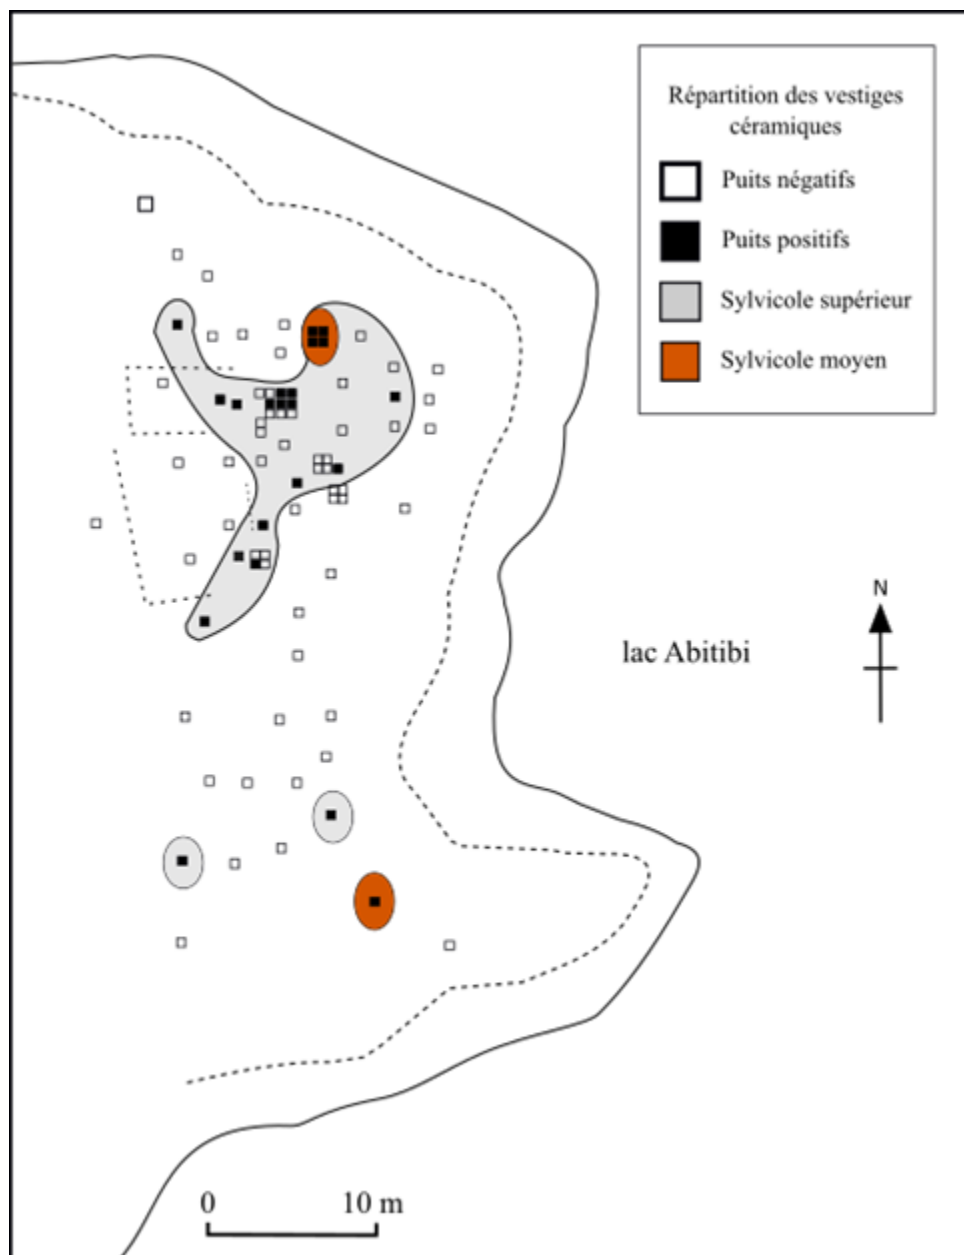 Répartition des vestiges
céramiques
Puits négatifs
Puits positifs
Sylvicole supérieur
Sylvicole moyen
N
lac Abitibi
0 10 m